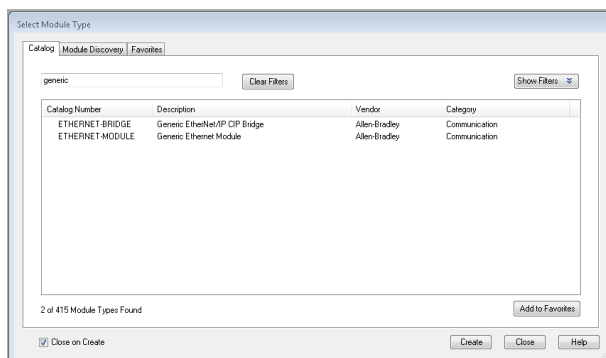 Select Module Type
Catalog Module Discovery Favorites
generic Clear Filters Show Filters
Catalog Number Description Vendor Category
ETHERNET-BRIDGE Generic EtherNet/IP CIP Bridge Allen-Bradley Communication
ETHERNET-MODULE Generic Ethernet Module Allen-Bradley Communication
2 of 415 Module Types Found Add to Favorites
Close on Create Create Close Help